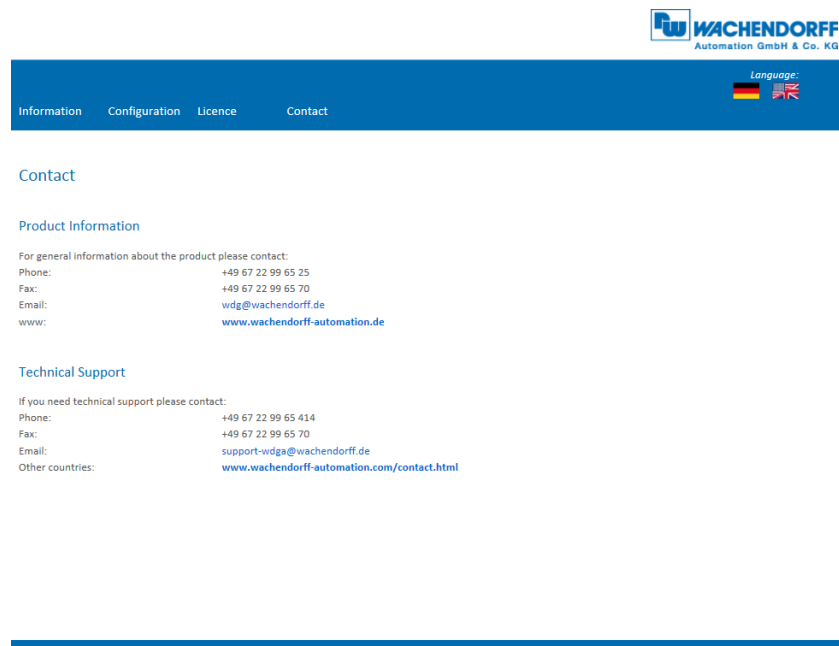 WACHENDORFF
Automation GmbH & Co. KG
Language:
Information Configuration Licence Contact
Contact
Product Information
For general information about the product please contact:
Phone: +49 67 22 99 65 25
Fax: +49 67 22 99 65 70
Email: wdg@wachendorff.de
www: www.wachendorff-automation.de
Technical Support
If you need technical support please contact:
Phone: +49 67 22 99 65 414
Fax: +49 67 22 99 65 70
Email: support-wdga@wachendorff.de
Other countries: www.wachendorff-automation.com/contact.html